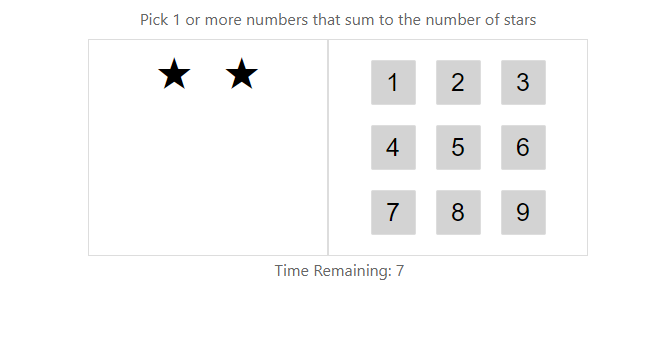 Pick 1 or more numbers that sum to the number of stars
1 2 3
4 5 6
7 8 9
Time Remaining: 7